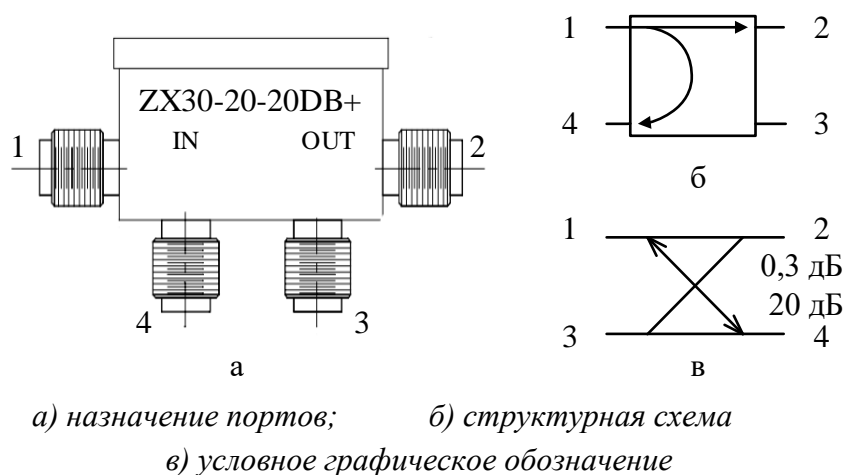 ZX30-20-20DB+
IN OUT
1 2
4 3
а
1 2
4 3
б
1 2
0,3 дБ
20 дБ
3 4
в
а) назначение портов; б) структурная схема
в) условное графическое обозначение